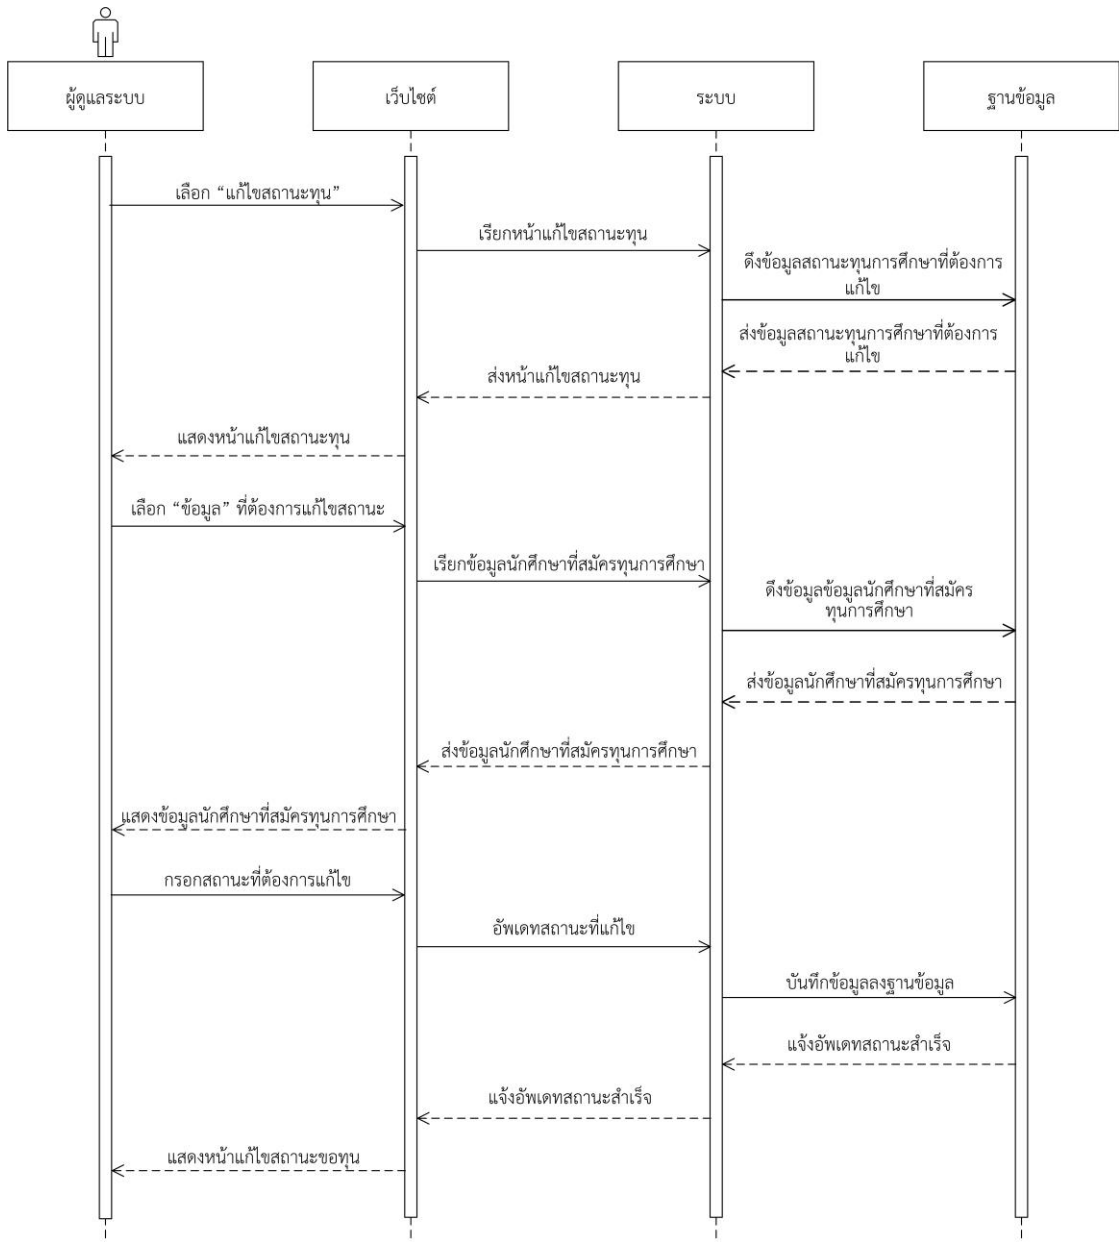 ผู้ดูแลระบบ
เว็บไซต์
ระบบ
ฐานข้อมูล
เลือก “แก้ไขสถานะทุน”
เรียกหน้าแก้ไขสถานะทุน
ดึงข้อมูลสถานะทุนการศึกษาที่ต้องการ
แก้ไข
ส่งข้อมูลสถานะทุนการศึกษาที่ต้องการ
แก้ไข
ส่งหน้าแก้ไขสถานะทุน
แสดงหน้าแก้ไขสถานะทุน
เลือก “ข้อมูล” ที่ต้องการแก้ไขสถานะ
เรียกข้อมูลนักศึกษาที่สมัครทุนการศึกษา
ดึงข้อมูลข้อมูลนักศึกษาที่สมัคร
ทุนการศึกษา
ส่งข้อมูลนักศึกษาที่สมัครทุนการศึกษา
ส่งข้อมูลนักศึกษาที่สมัครทุนการศึกษา
แสดงข้อมูลนักศึกษาที่สมัครทุนการศึกษา
กรอกสถานะที่ต้องการแก้ไข
อัพเดทสถานะที่แก้ไข
บันทึกข้อมูลลงฐานข้อมูล
แจ้งอัพเดทสถานะสำเร็จ
แจ้งอัพเดทสถานะสำเร็จ
แสดงหน้าแก้ไขสถานะขอทุน